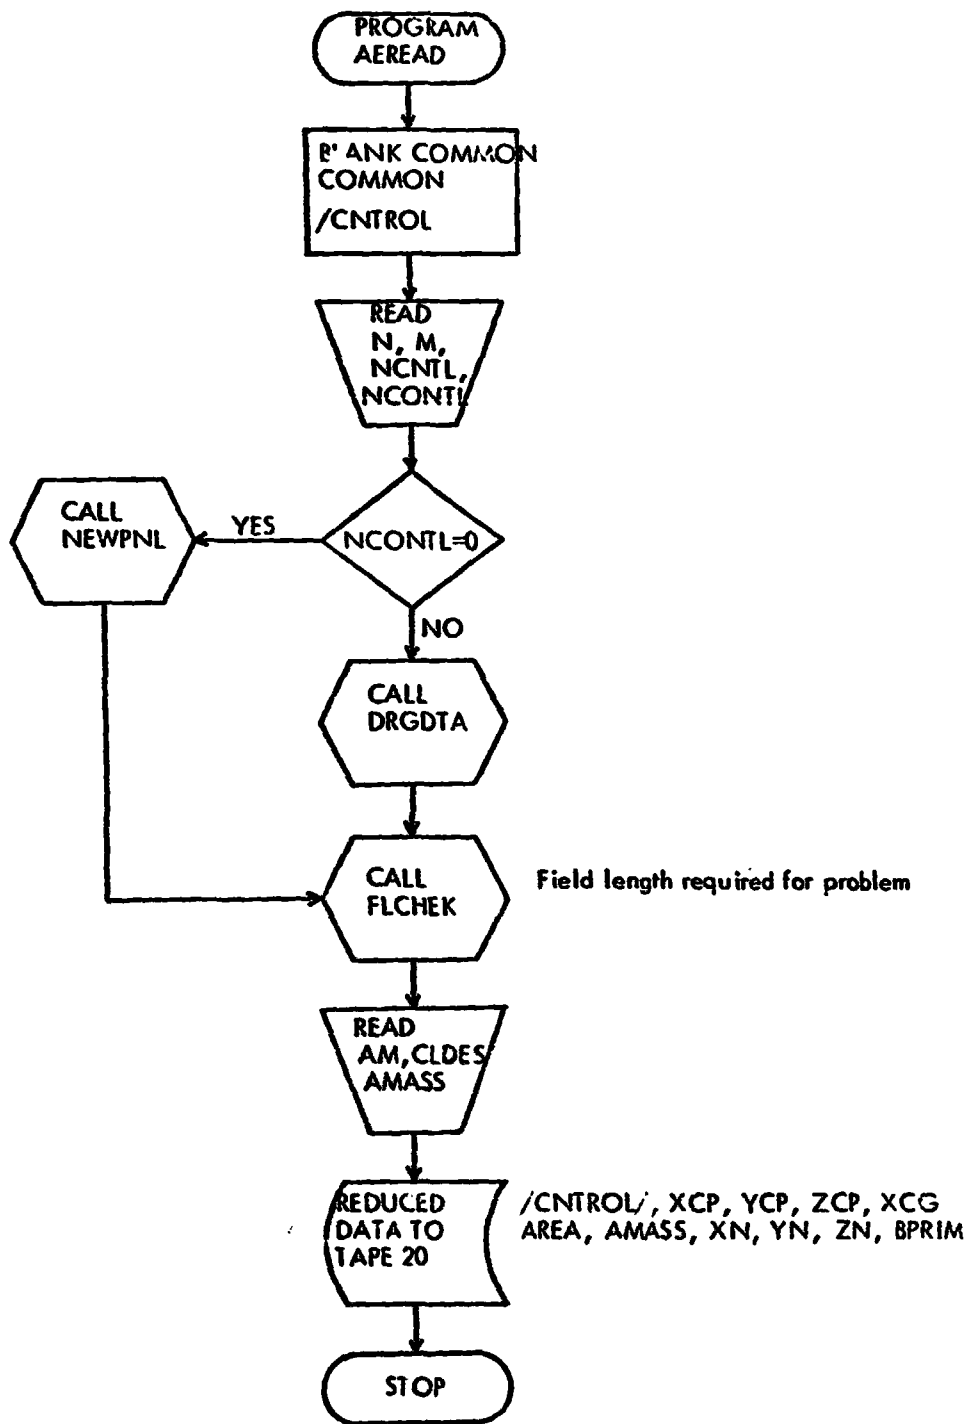 PROGRAM
AEREAD
B' ANK COMMON
COMMON
/CNTROL
READ
N, M,
NCNTL,
NCONTL
NCONTL=0
YES
NO
CALL
NEWPNL
CALL
DRGDTA
CALL
FLCHEK
Field length required for problem
READ
AM, CLDES
AMASS
REDUCED
DATA TO
TAPE 20
/CNTROL/, XCP, YCP, ZCP, XCG
AREA, AMASS, XN, YN, ZN, BPRIM
STOP